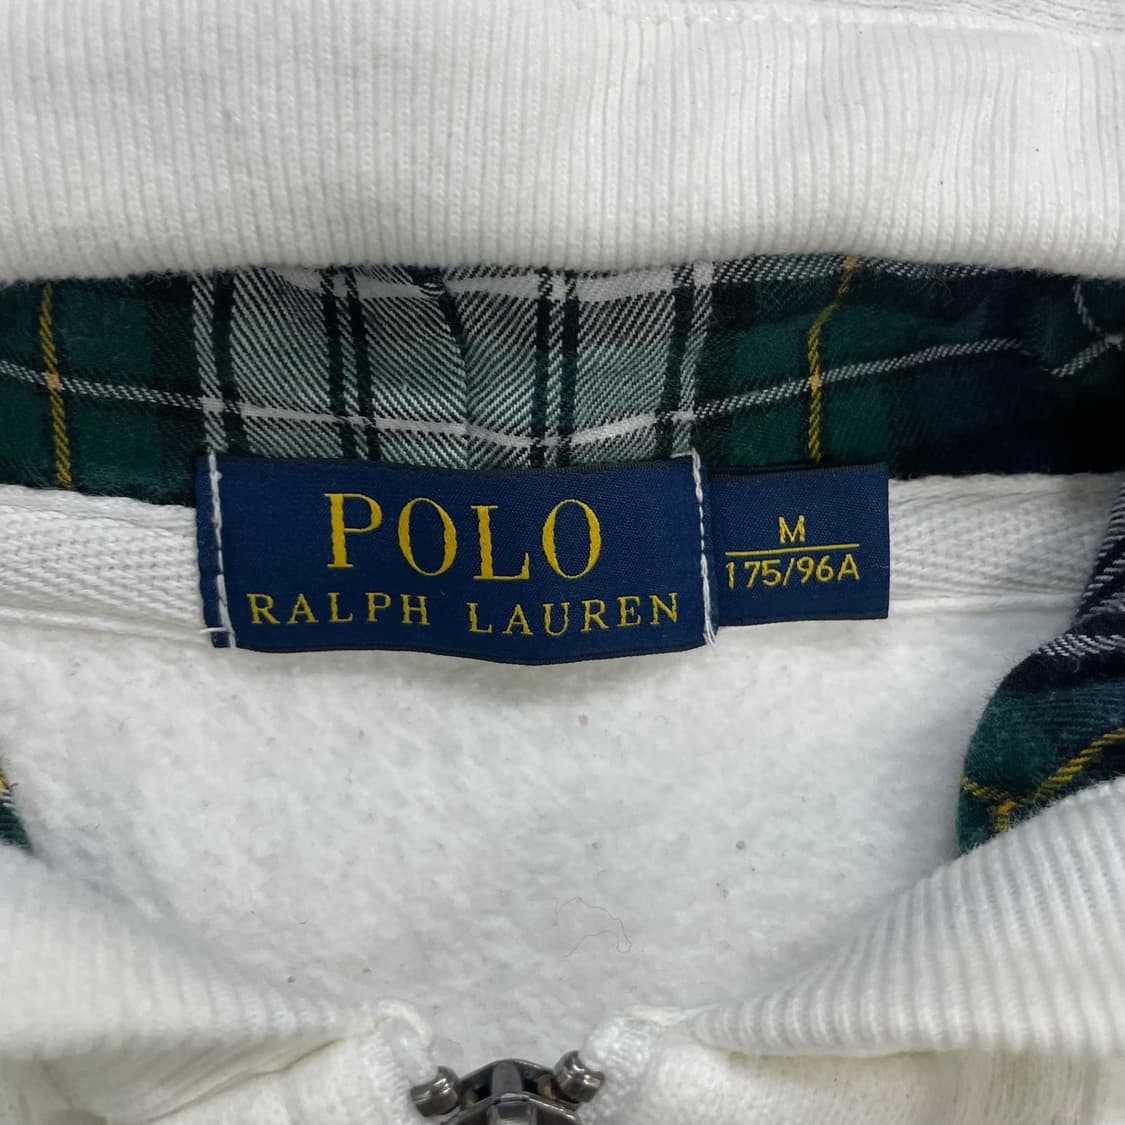 POLO
RALPH LAUREN
M
175/96A